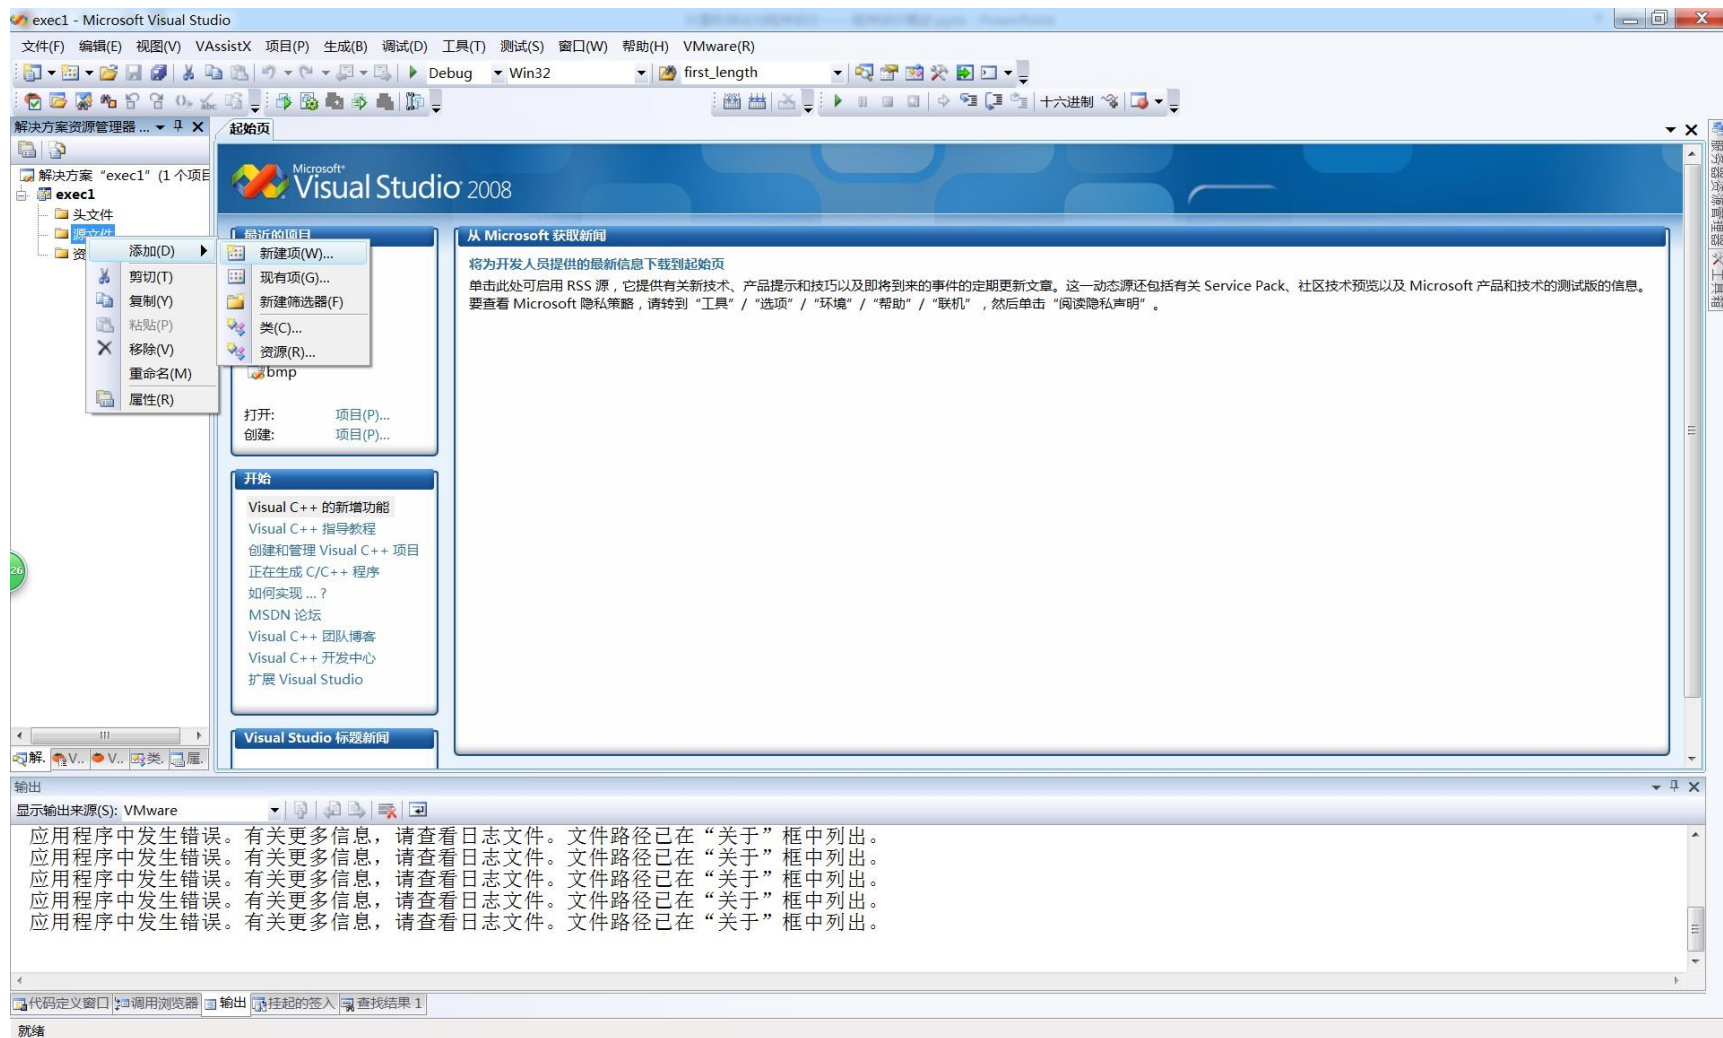 exec1 - Microsoft Visual Studio
文件(F) 编辑(E) 视图(V) VAssistX 项目(P) 生成(B) 调试(D) 工具(T) 测试(S) 窗口(W) 帮助(H) VMware(R)
Debug Win32 first_length
十六进制
解决方案资源管理器 ...
起始页
解决方案 "exec1" (1 个项目
exec1
头文件
源文件
资
添加(D)
剪切(T)
复制(Y)
粘贴(P)
移除(V)
重命名(M)
属性(R)
新建项(W)...
现有项(G)...
新建筛选器(F)
类(C)...
资源(R)...
Microsoft
Visual Studio 2008
最近的项目
bmp
打开: 项目(P)...
创建: 项目(P)...
开始
Visual C++ 的新增功能
Visual C++ 指导教程
创建和管理 Visual C++ 项目
正在生成 C/C++ 程序
如何实现 ... ?
MSDN 论坛
Visual C++ 团队博客
Visual C++ 开发中心
扩展 Visual Studio
Visual Studio 标题新闻
从 Microsoft 获取新闻
将为开发人员提供的最新信息下载到起始页
单击此处可启用 RSS 源，它提供有关新技术、产品提示和技巧以及即将到来的事件的定期更新文章。这一动态源还包括有关 Service Pack、社区技术预览以及 Microsoft 产品和技术的测试版的信息。
要查看 Microsoft 隐私策略，请转到 "工具" / "选项" / "环境" / "帮助" / "联机" ，然后单击 "阅读隐私声明" 。
服务器资源管理器
工具箱
26
解. V.. V.. 类. 属.
输出
显示输出来源(S): VMware
应用程序中发生错误。有关更多信息，请查看日志文件。文件路径已在“关于”框中列出。
应用程序中发生错误。有关更多信息，请查看日志文件。文件路径已在“关于”框中列出。
应用程序中发生错误。有关更多信息，请查看日志文件。文件路径已在“关于”框中列出。
应用程序中发生错误。有关更多信息，请查看日志文件。文件路径已在“关于”框中列出。
应用程序中发生错误。有关更多信息，请查看日志文件。文件路径已在“关于”框中列出。
代码定义窗口 调用浏览器 输出 挂起的签入 查找结果 1
就绪